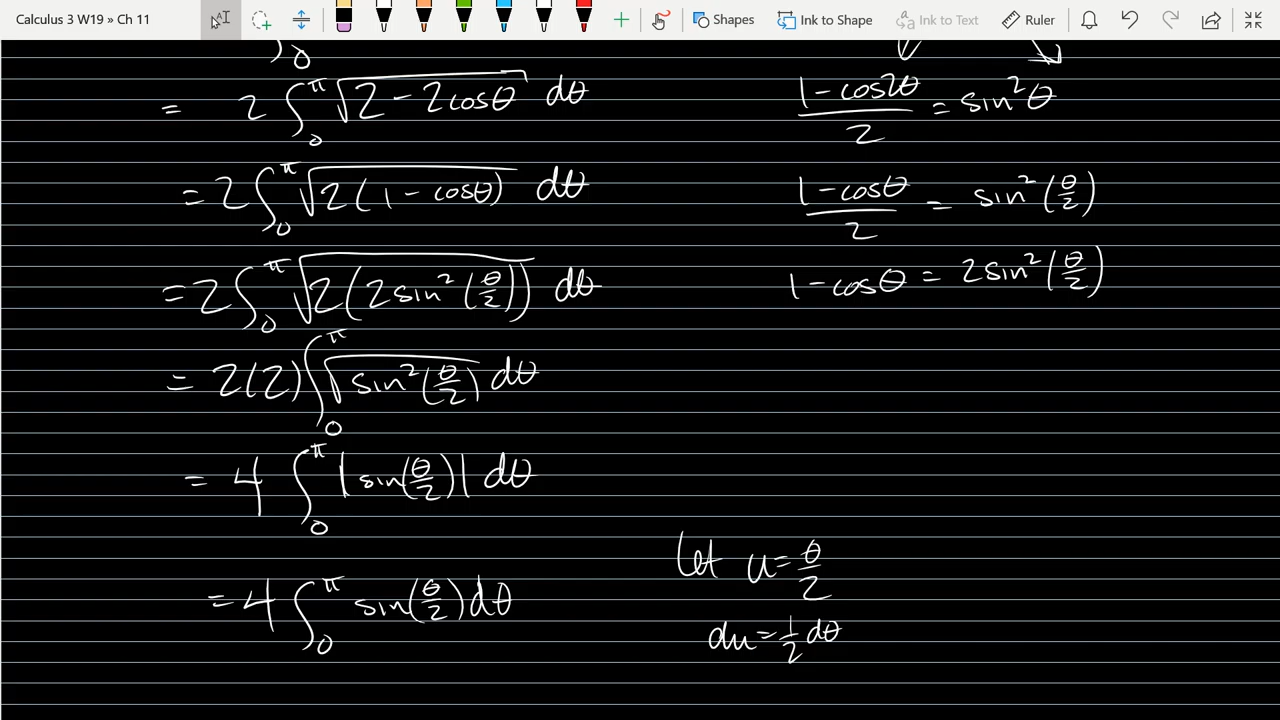 Calculus 3 W19 » Ch 11
Shapes
Ink to Shape
Ink to Text
Ruler
0
= 2 ∫₀^π √(2 - 2cosθ) dθ
= 2 ∫₀^π √(2(1 - cosθ)) dθ
= 2 ∫₀^π √(2(2sin²(θ/2))) dθ
= 2(2) ∫₀^π √(sin²(θ/2)) dθ
= 4 ∫₀^π |sin(θ/2)| dθ
= 4 ∫₀^π sin(θ/2) dθ
(1 - cos2θ)/2 = sin²θ
(1 - cosθ)/2 = sin²(θ/2)
1 - cosθ = 2sin²(θ/2)
let u = θ/2
du = 1/2 dθ